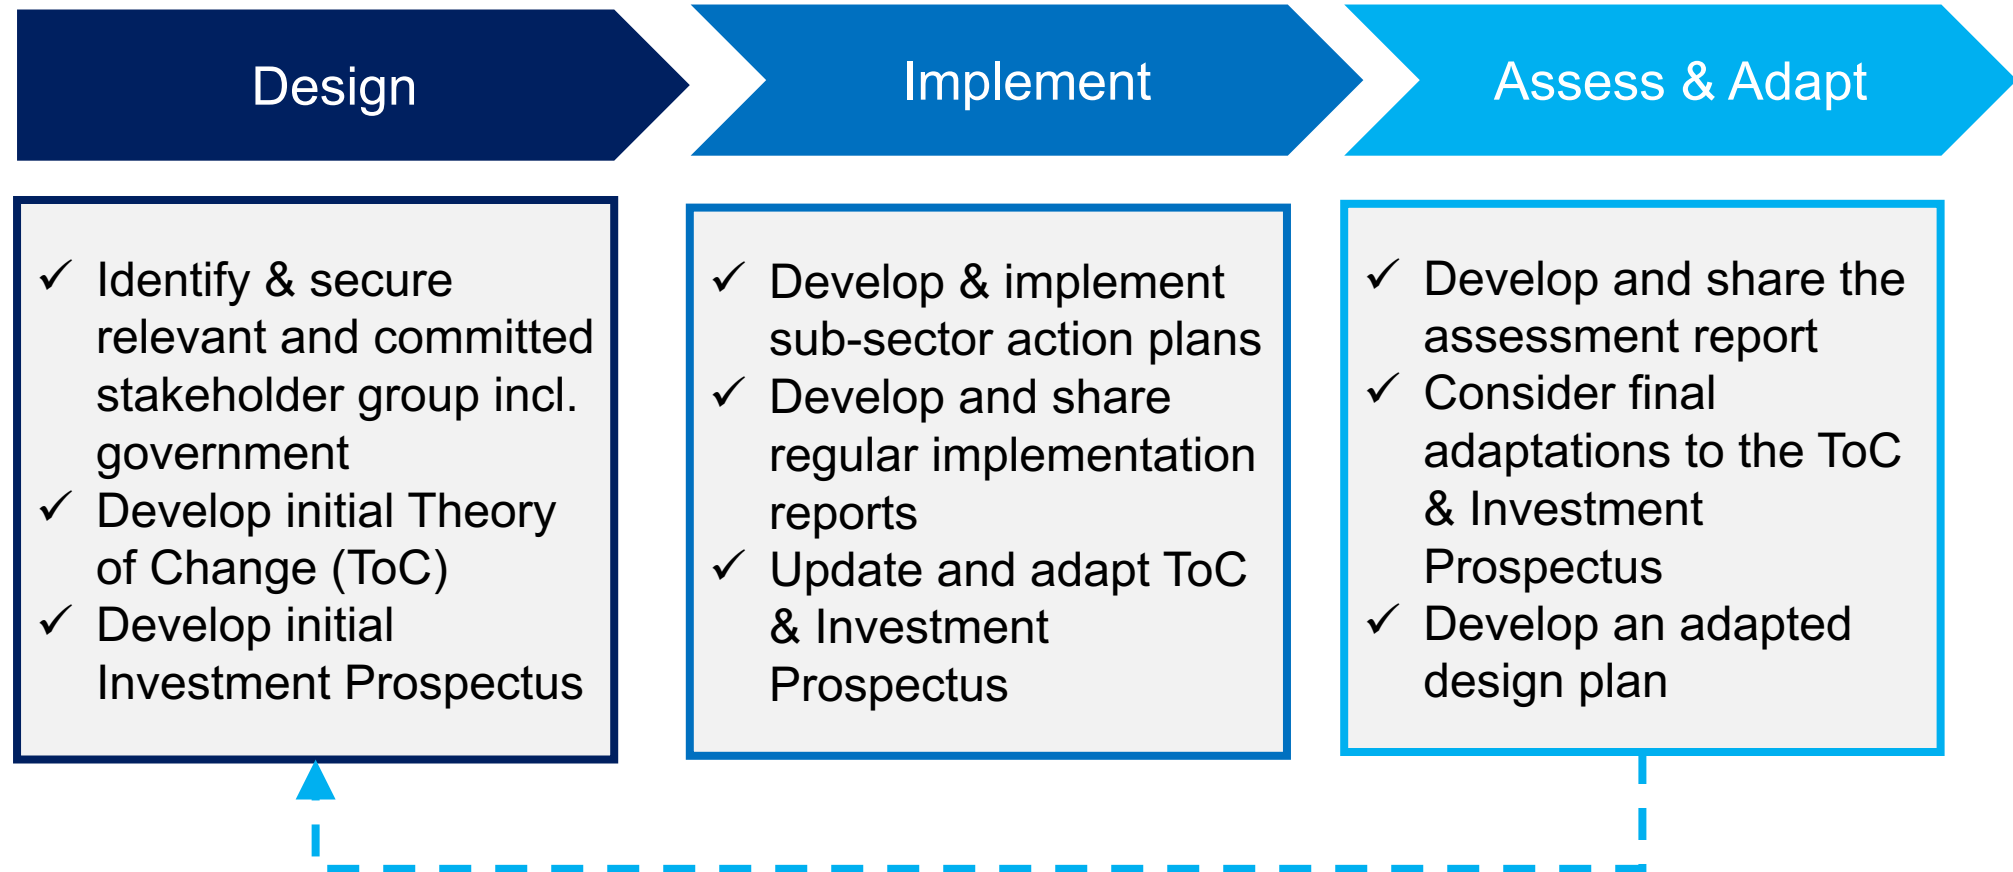 Design
Implement
Assess & Adapt
✓ Identify & secure
relevant and committed
stakeholder group incl.
government
✓ Develop initial Theory
of Change (ToC)
✓ Develop initial
Investment Prospectus
✓ Develop & implement
sub-sector action plans
✓ Develop and share
regular implementation
reports
✓ Update and adapt ToC
& Investment
Prospectus
✓ Develop and share the
assessment report
✓ Consider final
adaptations to the ToC
& Investment
Prospectus
✓ Develop an adapted
design plan